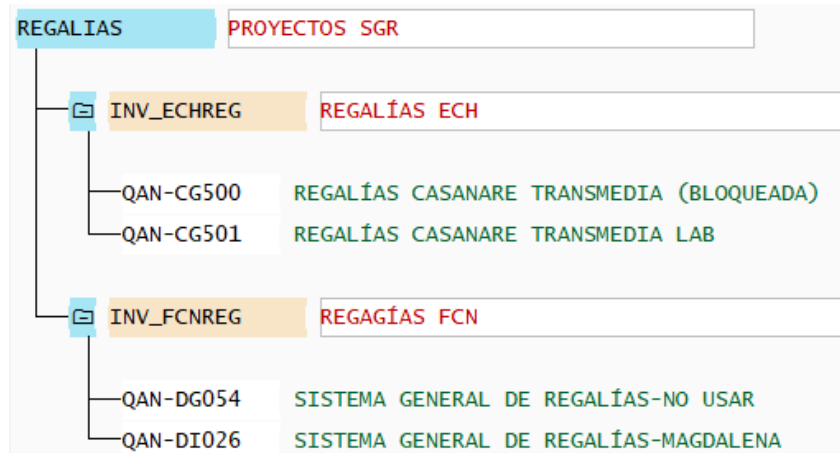 REGALIAS PROYECTOS SGR
INV_ECHREG REGALÍAS ECH
QAN-CG500 REGALÍAS CASANARE TRANSMEDIA (BLOQUEADA)
QAN-CG501 REGALÍAS CASANARE TRANSMEDIA LAB
INV_FCNREG REGAGÍAS FCN
QAN-DG054 SISTEMA GENERAL DE REGALÍAS-NO USAR
QAN-DI026 SISTEMA GENERAL DE REGALÍAS-MAGDALENA